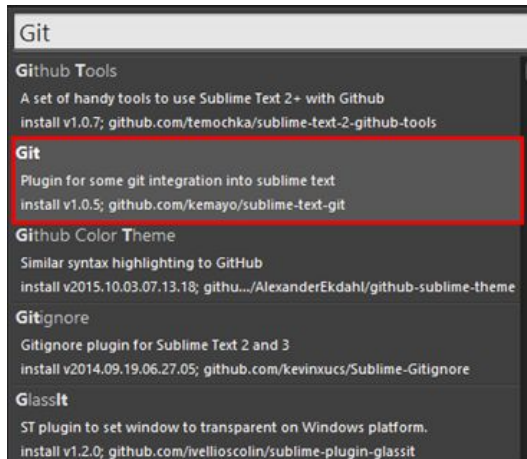 Git
Github Tools
A set of handy tools to use Sublime Text 2+ with Github
install v1.0.7; github.com/temochka/sublime-text-2-github-tools
Git
Plugin for some git integration into sublime text
install v1.0.5; github.com/kemayo/sublime-text-git
Github Color Theme
Similar syntax highlighting to GitHub
install v2015.10.03.07.13.18; githu.../AlexanderEkdahl/github-sublime-theme
Gitignore
Gitignore plugin for Sublime Text 2 and 3
install v2014.09.19.06.27.05; github.com/kevinxucs/Sublime-Gitignore
GlassIt
ST plugin to set window to transparent on Windows platform.
install v1.2.0; github.com/ivellioscolin/sublime-plugin-glassit